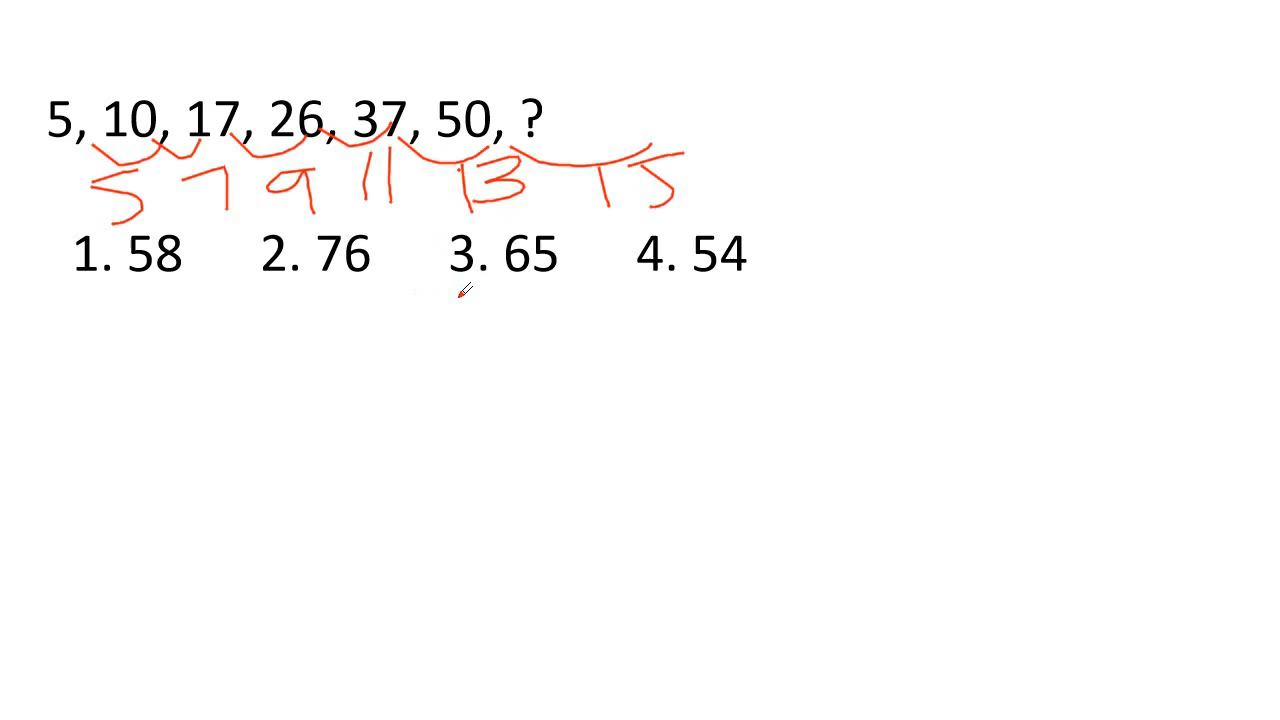 5, 10, 17, 26, 37, 50, ?
5 7 9 11 13 15
1. 58 2. 76 3. 65 4. 54